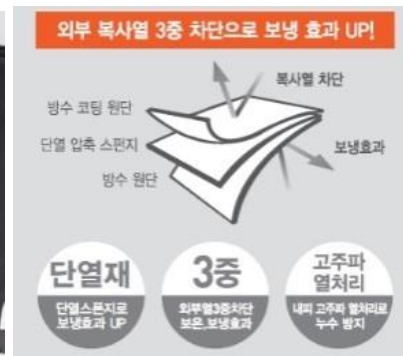 외부 복사열 3중 차단으로 보냉 효과 UP!
복사열 차단
방수 코팅 원단
단열 압축 스펀지
보냉효과
방수 원단
단열재
단열스폰지로
보냉효과 UP
3중
외부열3중차단
보온,보냉효과
고주파
열처리
내피 고주파 열처리로
누수 방지